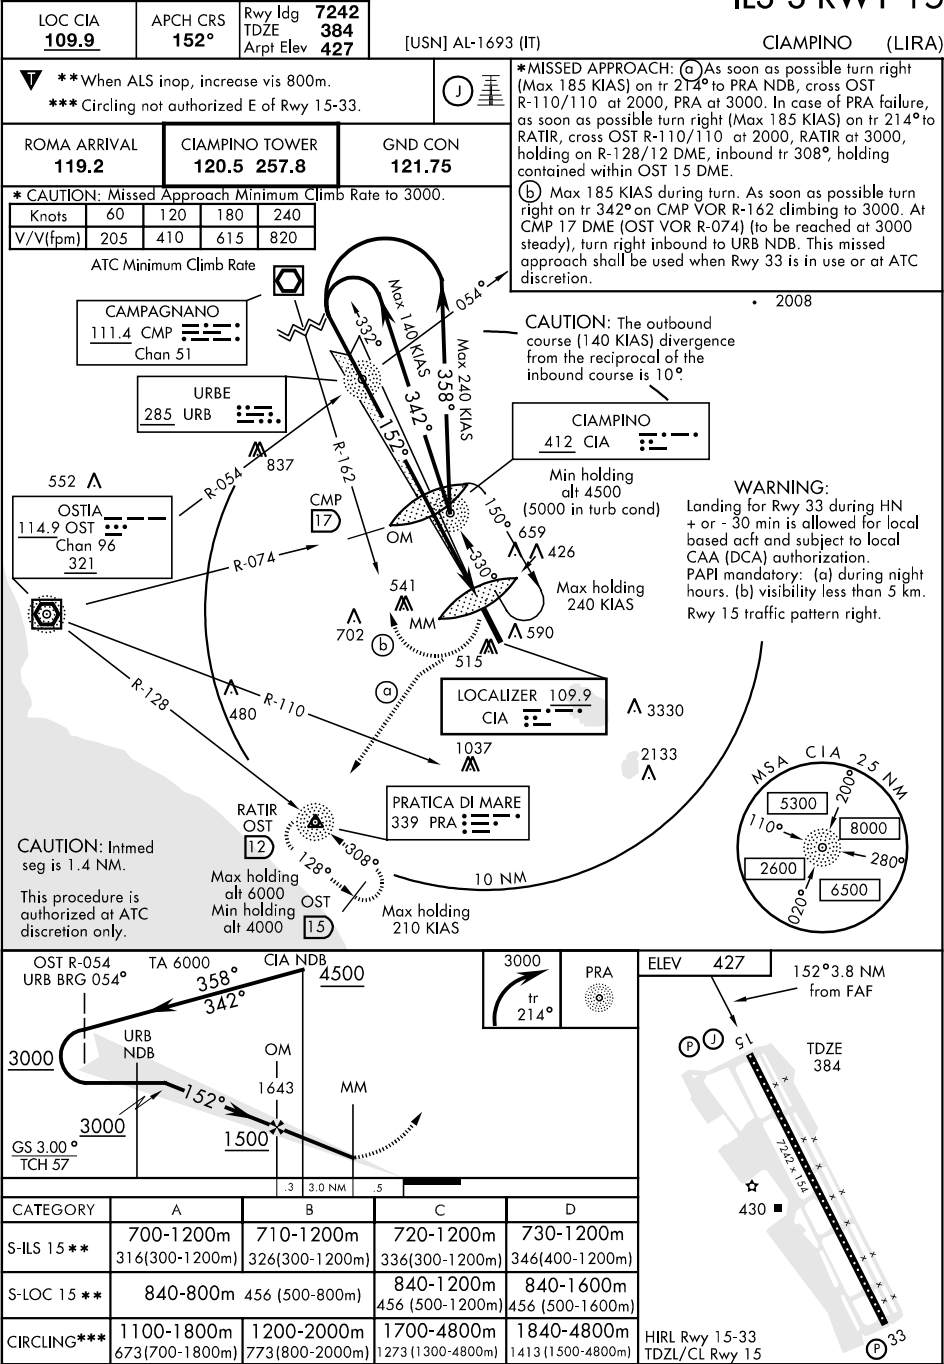 ILS-3 RWY 15
LOC CIA
109.9
APCH CRS
152°
Rwy ldg 7242
TDZE 384
Arpt Elev 427
[USN] AL-1693 (IT)
CIAMPINO (LIRA)
T
**When ALS inop, increase vis 800m.
*** Circling not authorized E of Rwy 15-33.
J
*MISSED APPROACH: (a) As soon as possible turn right
(Max 185 KIAS) on tr 214° to PRA NDB, cross OST
R-110/110 at 2000, PRA at 3000. In case of PRA failure,
as soon as possible turn right (Max 185 KIAS) on tr 214° to
RATIR, cross OST R-110/110 at 2000, RATIR at 3000,
holding on R-128/12 DME, inbound tr 308°, holding
contained within OST 15 DME.
(b) Max 185 KIAS during turn. As soon as possible turn
right on tr 342° on CMP VOR R-162 climbing to 3000. At
CMP 17 DME (OST VOR R-074) (to be reached at 3000
steady), turn right inbound to URB NDB. This missed
approach shall be used when Rwy 33 is in use or at ATC
discretion.
ROMA ARRIVAL
119.2
CIAMPINO TOWER
120.5 257.8
GND CON
121.75
* CAUTION: Missed Approach Minimum Climb Rate to 3000.
Knots 60 120 180 240
V/V(fpm) 205 410 615 820
ATC Minimum Climb Rate
2008
CAMPAGNANO
111.4 CMP
Chan 51
054°
332°
Max 140 KIAS
342°
Max 240 KIAS
358°
152°
CAUTION: The outbound
course (140 KIAS) divergence
from the reciprocal of the
inbound course is 10°.
URBE
285 URB
CIAMPINO
412 CIA
Min holding
alt 4500
(5000 in turb cond)
837
R-162
R-054
552
OSTIA
114.9 OST
Chan 96
321
CMP
17
OM
R-074
150°
330°
659
426
Max holding
240 KIAS
WARNING:
Landing for Rwy 33 during HN
+ or - 30 min is allowed for local
based acft and subject to local
CAA (DCA) authorization.
PAPI mandatory: (a) during night
hours. (b) visibility less than 5 km.
Rwy 15 traffic pattern right.
541
702
MM
b
590
515
a
LOCALIZER 109.9
CIA
R-128
R-110
480
3330
1037
2133
PRATICA DI MARE
339 PRA
RATIR
OST
12
128°
308°
10 NM
Max holding
alt 6000
Min holding
alt 4000
OST
15
Max holding
210 KIAS
CAUTION: Intmed
seg is 1.4 NM.
This procedure is
authorized at ATC
discretion only.
MSA CIA 25 NM
5300
200°
110°
8000
280°
2600
020°
6500
OST R-054
URB BRG 054°
TA 6000
CIA NDB
4500
358°
342°
3000
URB
NDB
OM
1643
MM
152°
3000
1500
GS 3.00°
TCH 57
.3 3.0 NM .5
3000
tr
214°
PRA
ELEV 427
152° 3.8 NM
from FAF
P J 15
TDZE
384
7242 x 154
430
P 33
HIRL Rwy 15-33
TDZL/CL Rwy 15
CATEGORY A B C D
S-ILS 15** 700-1200m 710-1200m 720-1200m 730-1200m
316(300-1200m) 326(300-1200m) 336(300-1200m) 346(400-1200m)
S-LOC 15** 840-800m 456 (500-800m) 840-1200m 840-1600m
456 (500-1200m) 456 (500-1600m)
CIRCLING*** 1100-1800m 1200-2000m 1700-4800m 1840-4800m
673(700-1800m) 773(800-2000m) 1273 (1300-4800m) 1413 (1500-4800m)